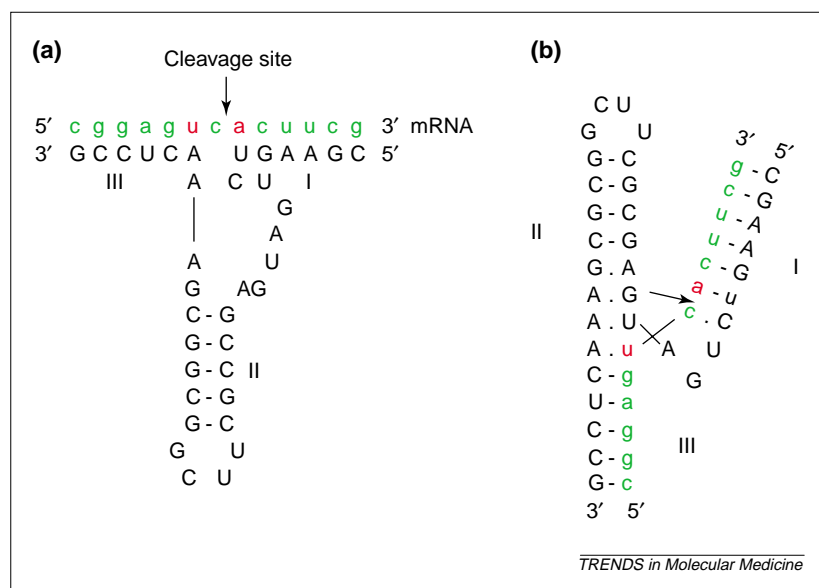 (a)
Cleavage site
5′ c g g a g u c a c u u c g 3′ mRNA
3′ G C C U C A U G A A G C 5′
III A C U I
G
A
A U
G AG
C - G
G - C
G - C II
C - G
G - C
G U
C U
(b)
C U
G U
G - C
C - G
G - C
C - G
II
G - A
A . G
A . U
A . u
C - g
U - a
C - g
C - g
G - c
3′ 5′
3′ 5′
g - C
c - G
u - A
u - A
c - G
I
a - u
c . C
U
A
G
III
TRENDS in Molecular Medicine